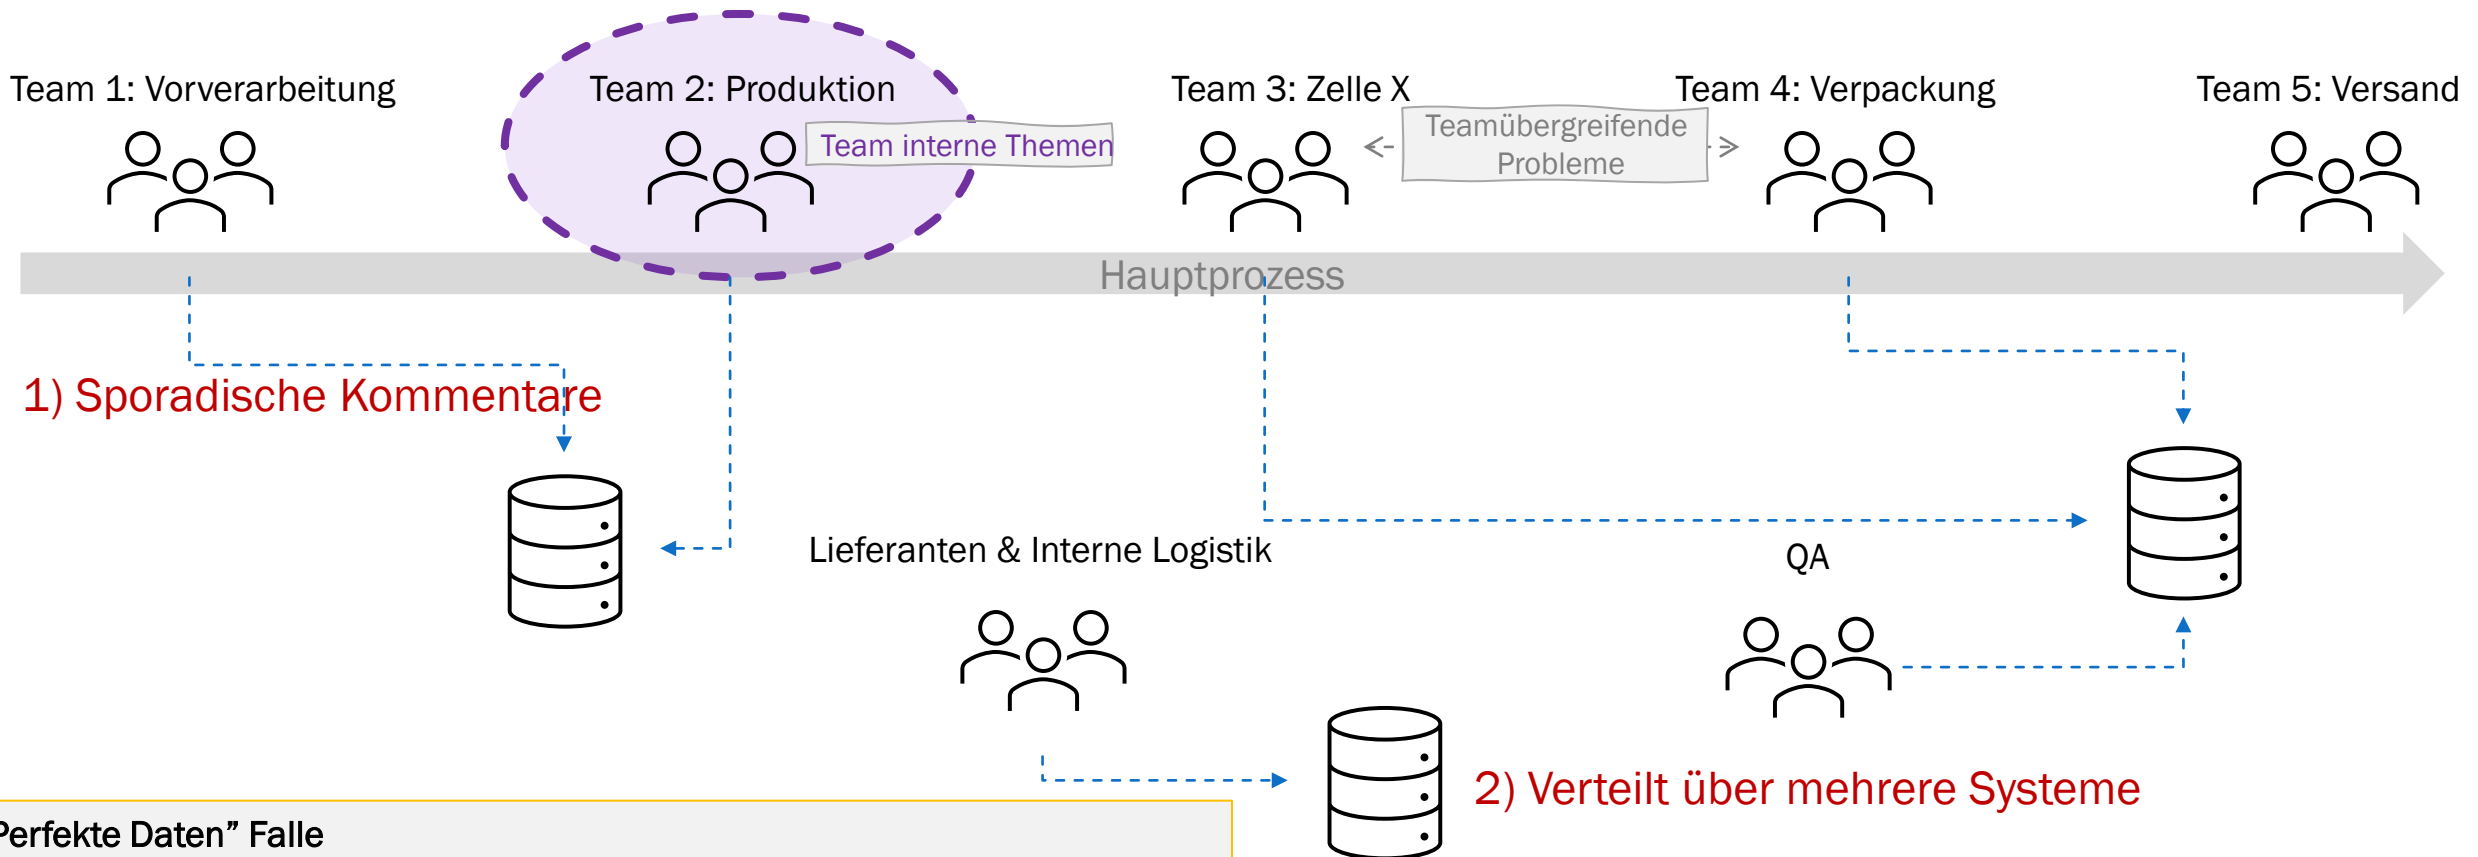 Team 1: Vorverarbeitung
Team 2: Produktion
Team 3: Zelle X
Team 4: Verpackung
Team 5: Versand
Team interne Themen
Teamübergreifende
Probleme
Hauptprozess
1) Sporadische Kommentare
Lieferanten & Interne Logistik
QA
2) Verteilt über mehrere Systeme
Perfekte Daten” Falle